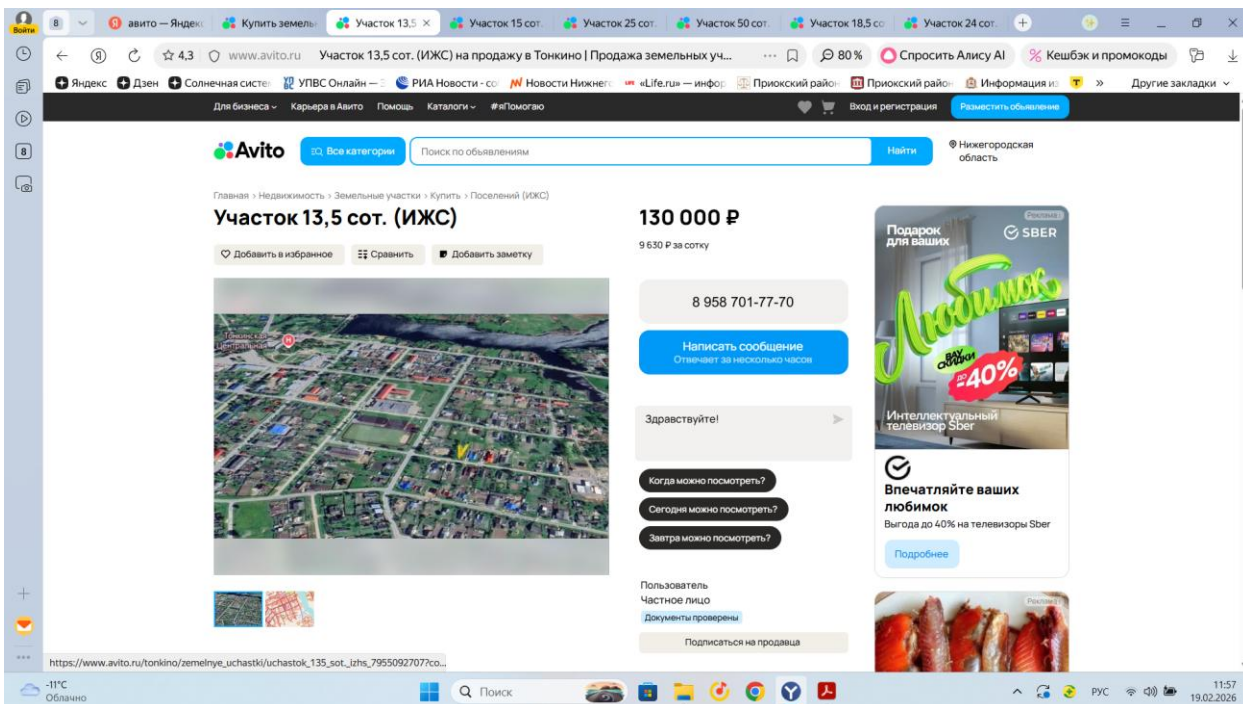 Войти
8
авито — Яндекс
Купить земель
Участок 13,5
Участок 15 сот.
Участок 25 сот.
Участок 50 сот.
Участок 18,5 со
Участок 24 сот.
4,3
www.avito.ru
Участок 13,5 сот. (ИЖС) на продажу в Тонкино | Продажа земельных уч...
80 %
Спросить Алису AI
Кешбэк и промокоды
Яндекс
Дзен
Солнечная систе
УПВС Онлайн —
РИА Новости - со
Новости Нижнег
«Life.ru» — инфор
Приокский район
Приокский район
Информация из
»
Другие закладки
8
Для бизнеса
Карьера в Авито
Помощь
Каталоги
#яПомогаю
Вход и регистрация
Разместить объявление
Avito
Все категории
Поиск по объявлениям
Найти
Нижегородская
область
Главная › Недвижимость › Земельные участки › Купить › Поселений (ИЖС)
Участок 13,5 сот. (ИЖС)
Добавить в избранное
Сравнить
Добавить заметку
Тонкинская
Центральная
130 000 ₽
9 630 ₽ за сотку
8 958 701-77-70
Написать сообщение
Отвечает за несколько часов
Здравствуйте!
Когда можно посмотреть?
Сегодня можно посмотреть?
Завтра можно посмотреть?
Пользователь
Частное лицо
Документы проверены
Подписаться на продавца
Реклама
Подарок
для ваших
SBER
Любимок
ВАУ
СКИДКИ
ДО
-40%
Интеллектуальный
телевизор Sber
Впечатляйте ваших
любимок
Выгода до 40% на телевизоры Sber
Подробнее
Реклама
https://www.avito.ru/tonkino/zemelnye_uchastki/uchastok_135_sot._izhs_7955092707?co...
-11°C
Облачно
Поиск
РУС
11:57
19.02.2026